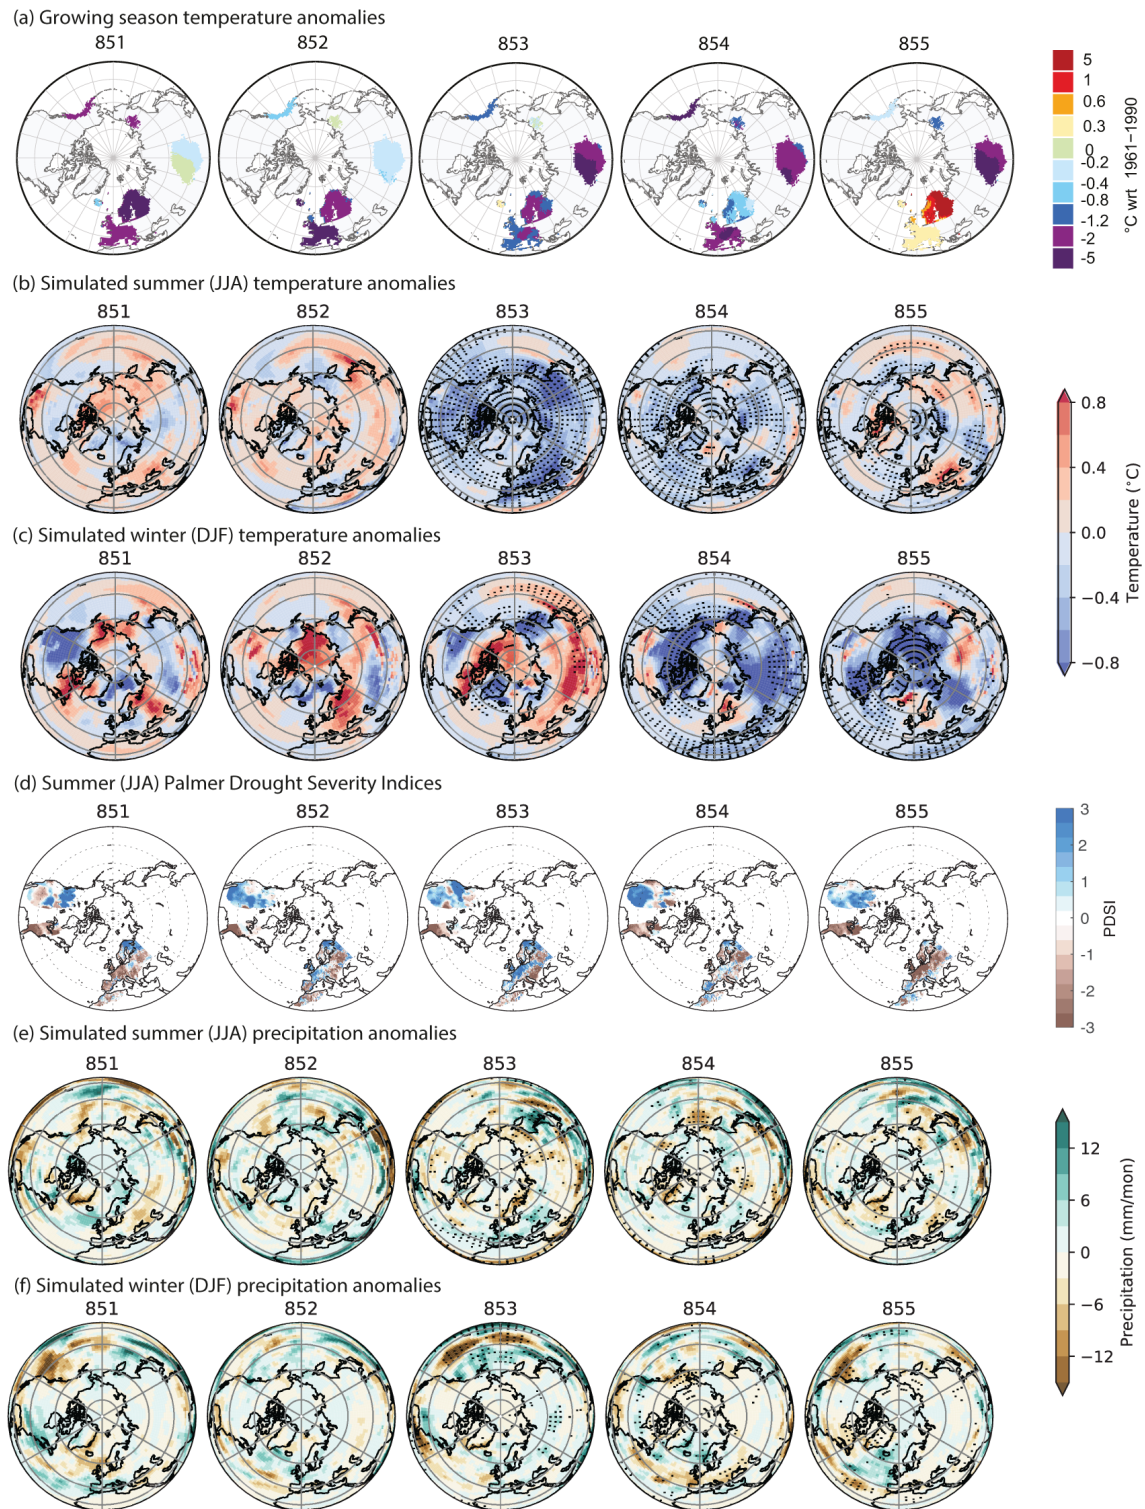 (a) Growing season temperature anomalies
851 852 853 854 855
5
1
0.6
0.3
0
-0.2
-0.4
-0.8
-1.2
-2
-5
°C wrt 1961–1990
(b) Simulated summer (JJA) temperature anomalies
851 852 853 854 855
(c) Simulated winter (DJF) temperature anomalies
851 852 853 854 855
0.8
0.4
0.0
−0.4
−0.8
Temperature (°C)
(d) Summer (JJA) Palmer Drought Severity Indices
851 852 853 854 855
3
2
1
0
-1
-2
-3
PDSI
(e) Simulated summer (JJA) precipitation anomalies
851 852 853 854 855
(f) Simulated winter (DJF) precipitation anomalies
851 852 853 854 855
12
6
0
−6
−12
Precipitation (mm/mon)